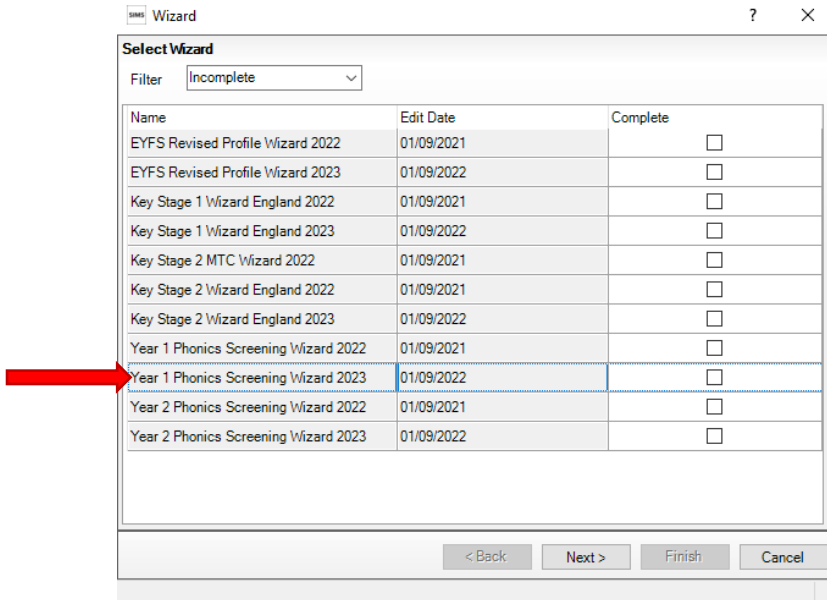 SIMS Wizard ?
Select Wizard
Filter Incomplete
Name Edit Date Complete
EYFS Revised Profile Wizard 2022 01/09/2021
EYFS Revised Profile Wizard 2023 01/09/2022
Key Stage 1 Wizard England 2022 01/09/2021
Key Stage 1 Wizard England 2023 01/09/2022
Key Stage 2 MTC Wizard 2022 01/09/2021
Key Stage 2 Wizard England 2022 01/09/2021
Key Stage 2 Wizard England 2023 01/09/2022
Year 1 Phonics Screening Wizard 2022 01/09/2021
Year 1 Phonics Screening Wizard 2023 01/09/2022
Year 2 Phonics Screening Wizard 2022 01/09/2021
Year 2 Phonics Screening Wizard 2023 01/09/2022
< Back Next > Finish Cancel